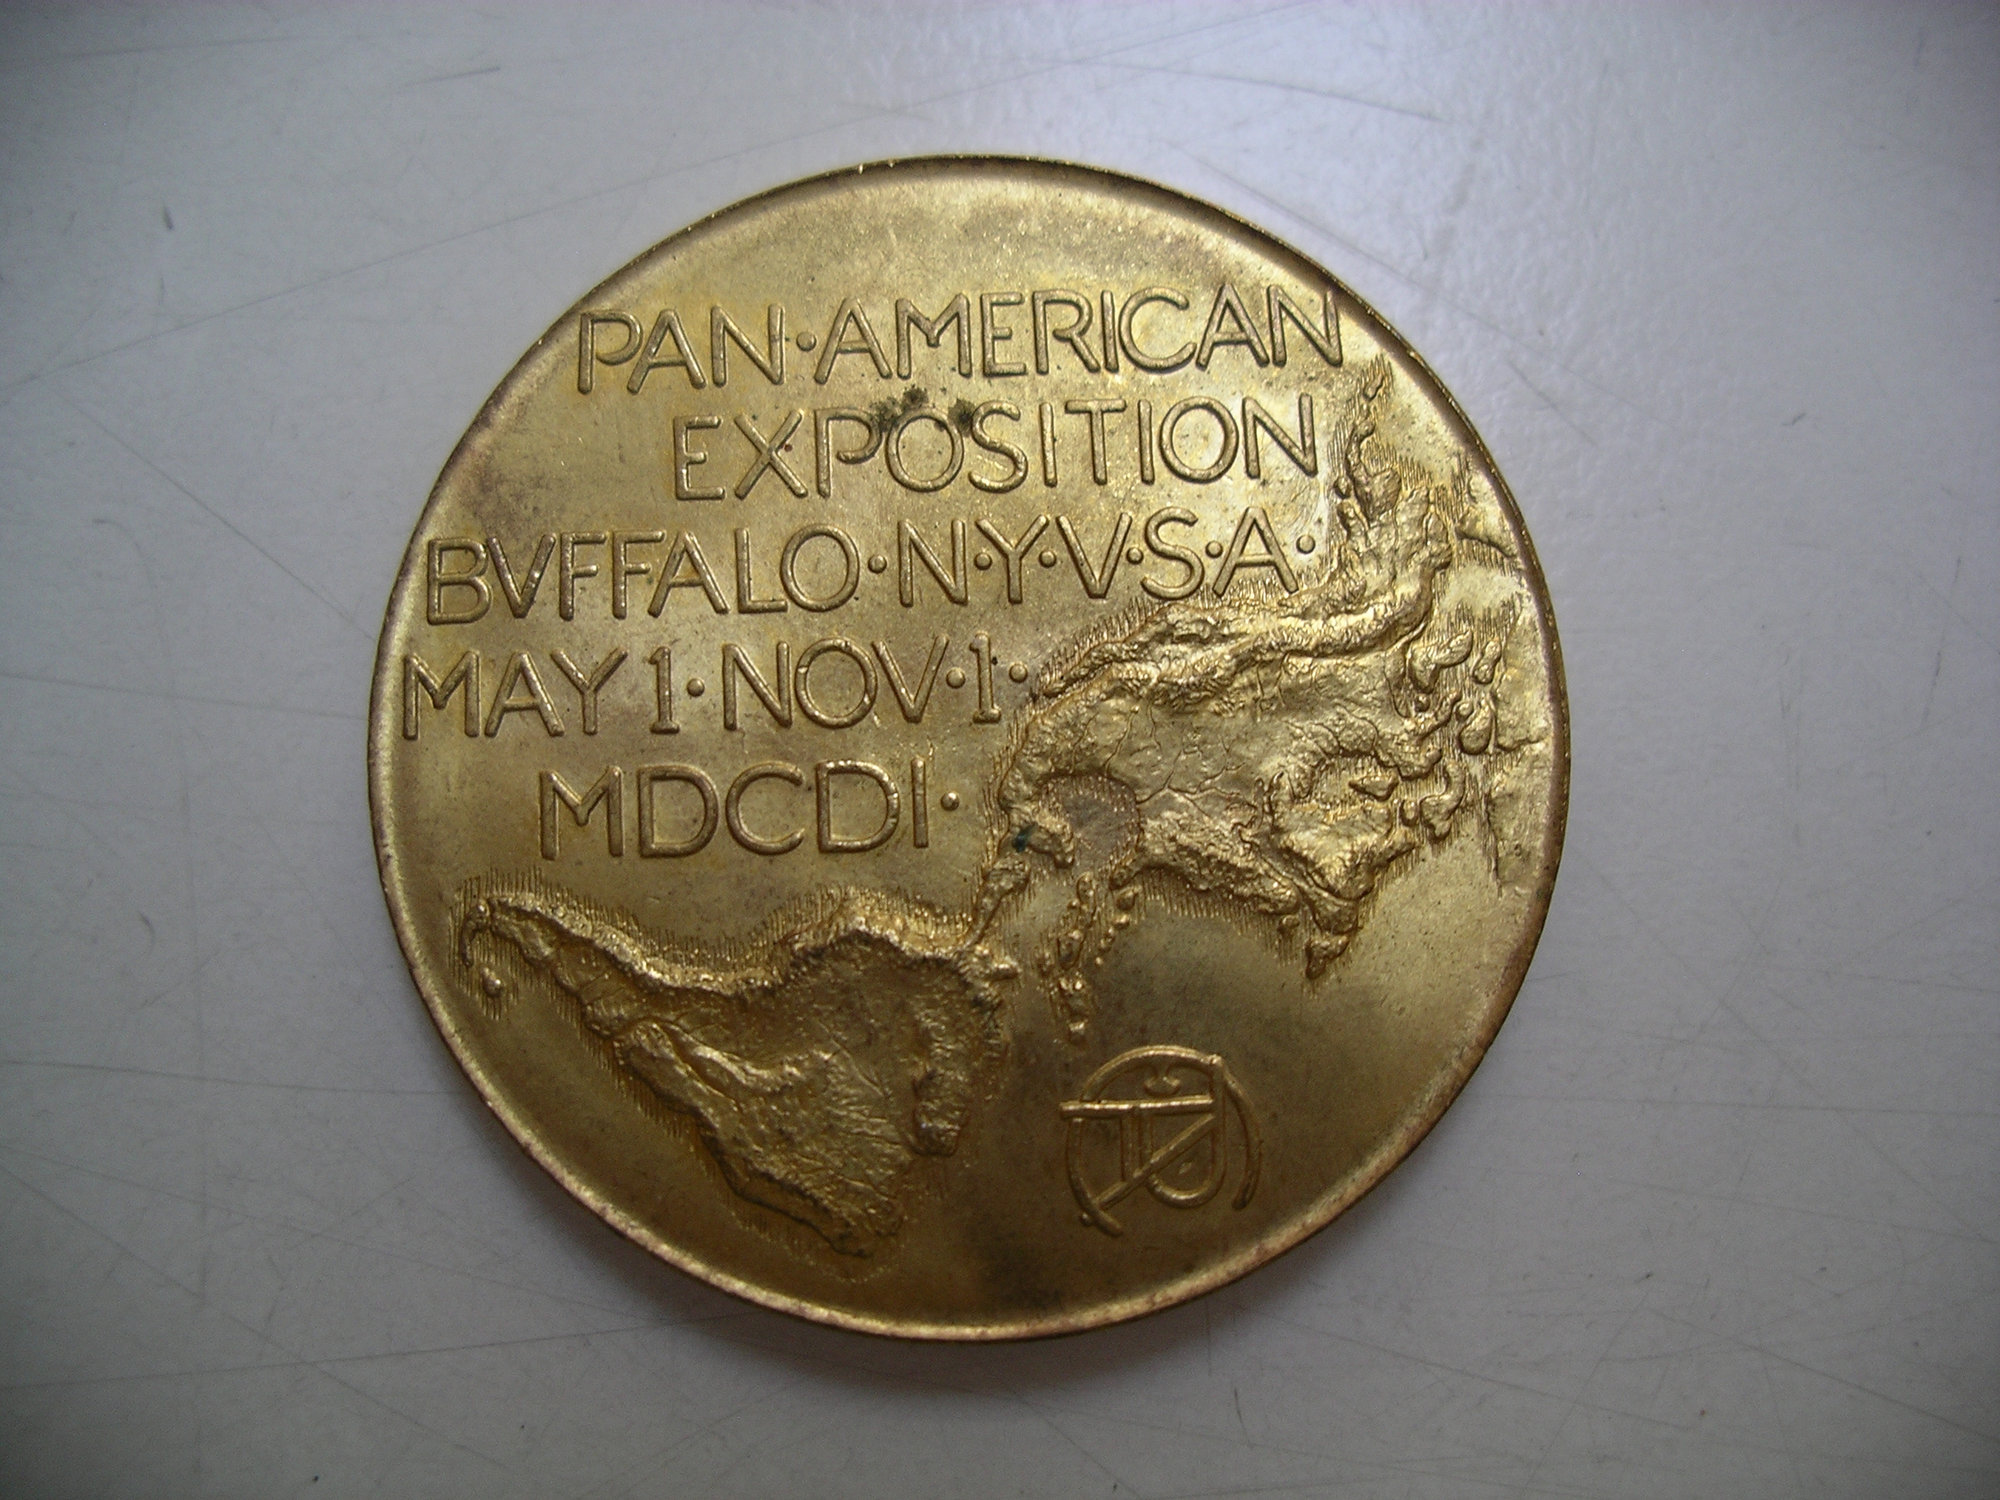 PAN·AMERICAN
EXPOSITION
BVFFALO·N·Y·V·S·A·
MAY 1·NOV·1·
MDCDI·